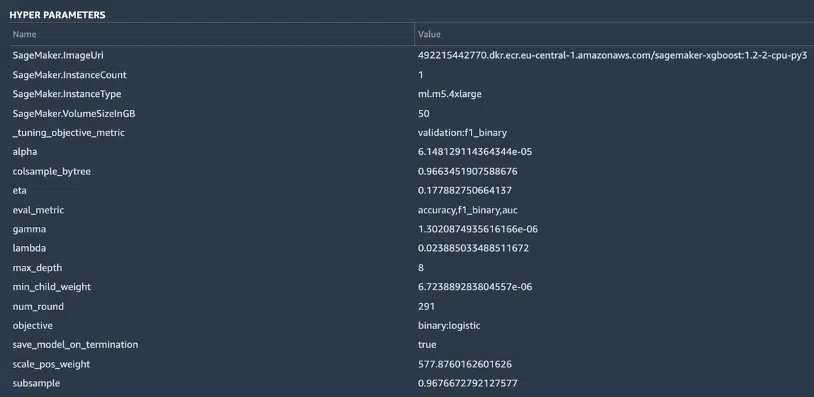 HYPER PARAMETERS
Name Value
SageMaker.ImageUri 492215442770.dkr.ecr.eu-central-1.amazonaws.com/sagemaker-xgboost:1.2-2-cpu-py3
SageMaker.InstanceCount 1
SageMaker.InstanceType ml.m5.4xlarge
SageMaker.VolumeSizeInGB 50
_tuning_objective_metric validation:f1_binary
alpha 6.148129114364344e-05
colsample_bytree 0.9663451907588676
eta 0.177882750664137
eval_metric accuracy,f1_binary,auc
gamma 1.3020874935616166e-06
lambda 0.023885033488511672
max_depth 8
min_child_weight 6.723889283804557e-06
num_round 291
objective binary:logistic
save_model_on_termination true
scale_pos_weight 577.8760162601626
subsample 0.9676672792127577